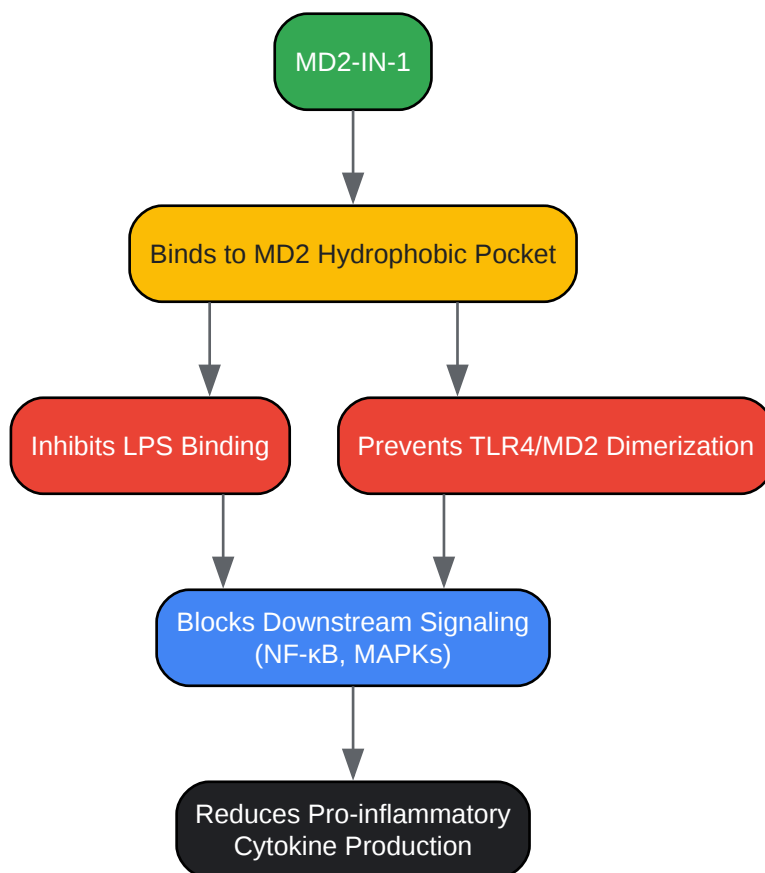 MD2-IN-1
Binds to MD2 Hydrophobic Pocket
Inhibits LPS Binding
Prevents TLR4/MD2 Dimerization
Blocks Downstream Signaling
(NF-κB, MAPKs)
Reduces Pro-inflammatory
Cytokine Production